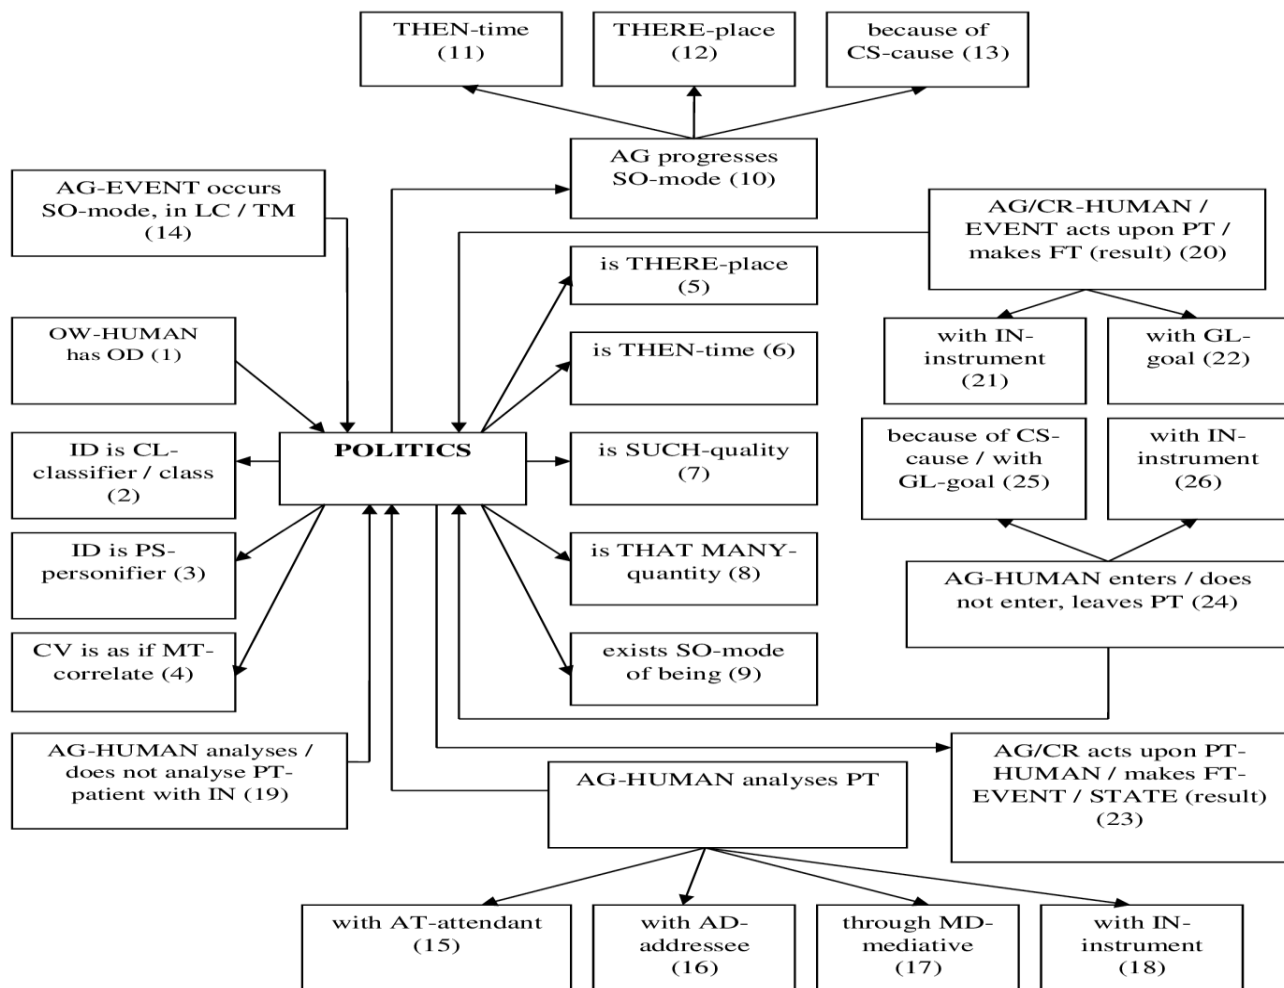 THEN-time
(11)
THERE-place
(12)
because of
CS-cause (13)
AG progresses
SO-mode (10)
AG-EVENT occurs
SO-mode, in LC / TM
(14)
AG/CR-HUMAN /
EVENT acts upon PT /
makes FT (result) (20)
is THERE-place
(5)
OW-HUMAN
has OD (1)
is THEN-time (6)
with IN-
instrument
(21)
with GL-
goal (22)
ID is CL-
classifier / class
(2)
POLITICS
is SUCH-quality
(7)
because of CS-
cause / with
GL-goal (25)
with IN-
instrument
(26)
ID is PS-
personifier (3)
is THAT MANY-
quantity (8)
AG-HUMAN enters / does
not enter, leaves PT (24)
CV is as if MT-
correlate (4)
exists SO-mode
of being (9)
AG-HUMAN analyses /
does not analyse PT-
patient with IN (19)
AG-HUMAN analyses PT
AG/CR acts upon PT-
HUMAN / makes FT-
EVENT / STATE (result)
(23)
with AT-attendant
(15)
with AD-
addressee
(16)
through MD-
mediative
(17)
with IN-
instrument
(18)